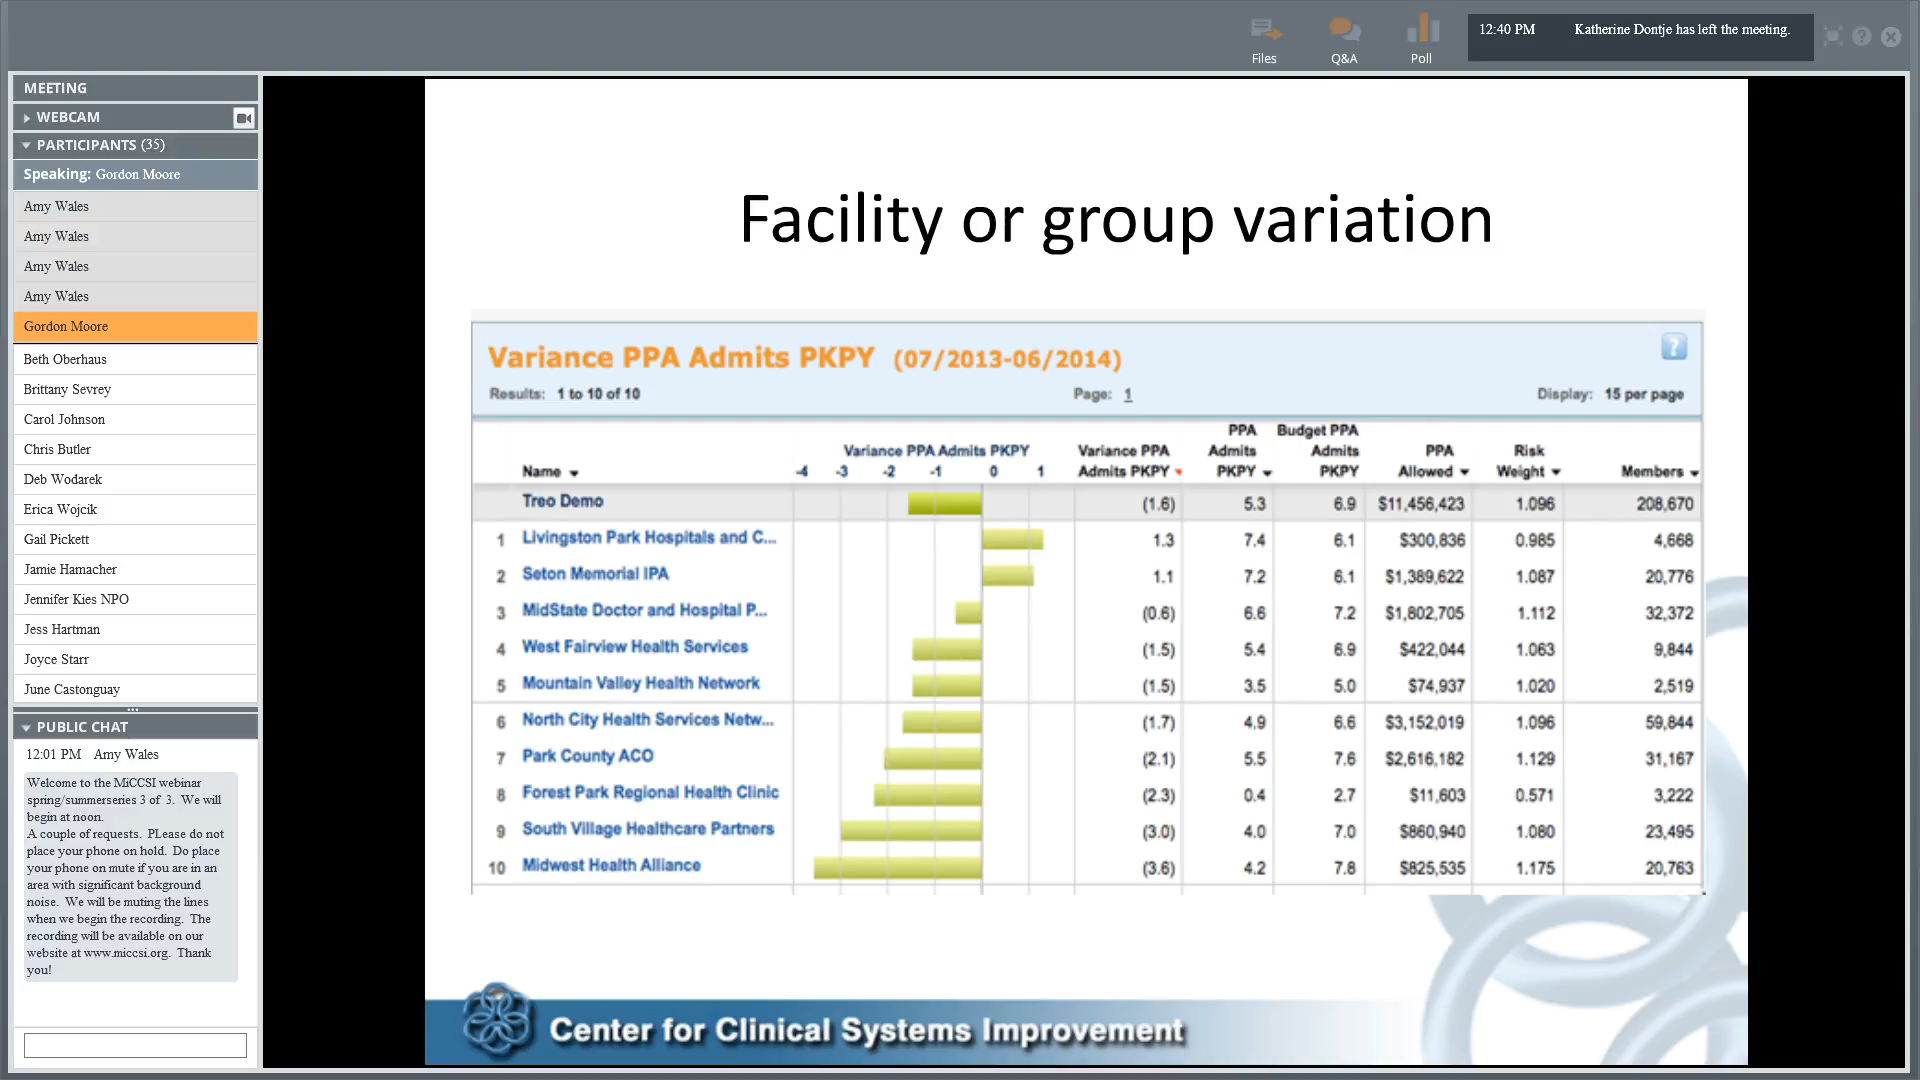 Files
Q&A
Poll
12:40 PM Katherine Dontje has left the meeting.
MEETING
WEBCAM
PARTICIPANTS (35)
Speaking: Gordon Moore
Amy Wales
Amy Wales
Amy Wales
Amy Wales
Gordon Moore
Beth Oberhaus
Brittany Sevrey
Carol Johnson
Chris Butler
Deb Wodarek
Erica Wojcik
Gail Pickett
Jamie Hamacher
Jennifer Kies NPO
Jess Hartman
Joyce Starr
June Castonguay
PUBLIC CHAT
12:01 PM Amy Wales
Welcome to the MiCCSI webinar
spring/summerseries 3 of 3. We will
begin at noon.
A couple of requests. PLease do not
place your phone on hold. Do place
your phone on mute if you are in an
area with significant background
noise. We will be muting the lines
when we begin the recording. The
recording will be available on our
website at www.miccsi.org. Thank
you!
Facility or group variation
Variance PPA Admits PKPY (07/2013-06/2014)
Results: 1 to 10 of 10 Page: 1 Display: 15 per page
PPA Budget PPA
Variance PPA Admits PKPY Variance PPA Admits Admits PPA Risk
Name -4 -3 -2 -1 0 1 Admits PKPY PKPY PKPY Allowed Weight Members
Treo Demo (1.6) 5.3 6.9 $11,456,423 1.096 208,670
1 Livingston Park Hospitals and C... 1.3 7.4 6.1 $300,836 0.985 4,668
2 Seton Memorial IPA 1.1 7.2 6.1 $1,389,622 1.087 20,776
3 MidState Doctor and Hospital P... (0.6) 6.6 7.2 $1,802,705 1.112 32,372
4 West Fairview Health Services (1.5) 5.4 6.9 $422,044 1.063 9,844
5 Mountain Valley Health Network (1.5) 3.5 5.0 $74,937 1.020 2,519
6 North City Health Services Netw... (1.7) 4.9 6.6 $3,152,019 1.096 59,844
7 Park County ACO (2.1) 5.5 7.6 $2,616,182 1.129 31,167
8 Forest Park Regional Health Clinic (2.3) 0.4 2.7 $11,603 0.571 3,222
9 South Village Healthcare Partners (3.0) 4.0 7.0 $860,940 1.080 23,495
10 Midwest Health Alliance (3.6) 4.2 7.8 $825,535 1.175 20,763
Center for Clinical Systems Improvement